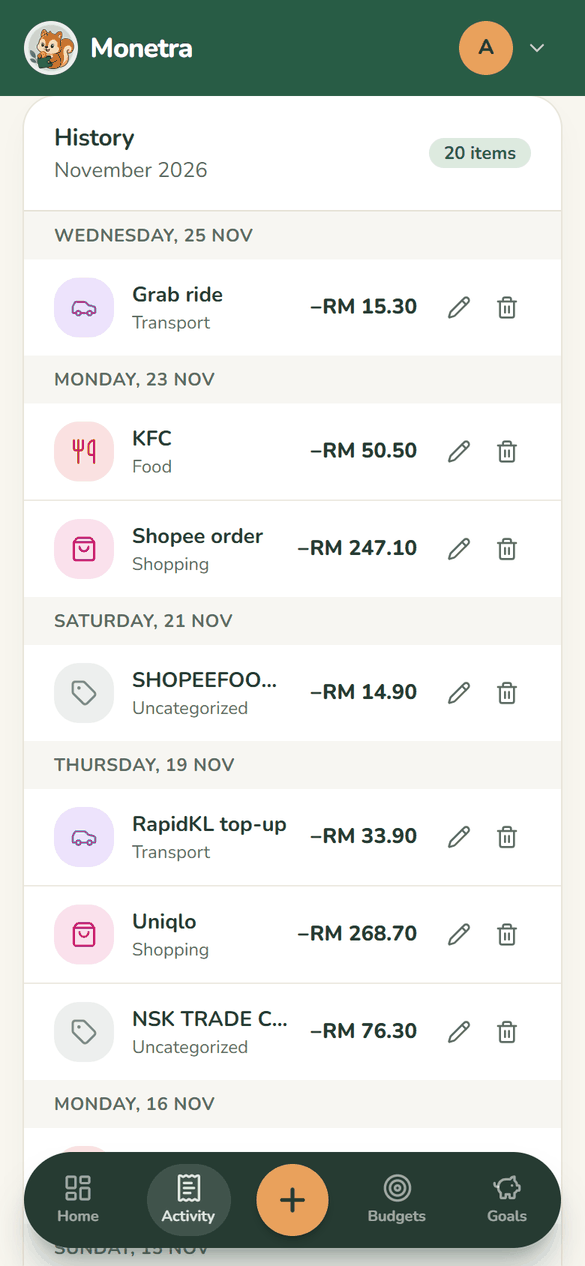 Monetra
A
History
November 2026
20 items
WEDNESDAY, 25 NOV
Grab ride
Transport
−RM 15.30
MONDAY, 23 NOV
KFC
Food
−RM 50.50
Shopee order
Shopping
−RM 247.10
SATURDAY, 21 NOV
SHOPEEFOO...
Uncategorized
−RM 14.90
THURSDAY, 19 NOV
RapidKL top-up
Transport
−RM 33.90
Uniqlo
Shopping
−RM 268.70
NSK TRADE C...
Uncategorized
−RM 76.30
MONDAY, 16 NOV
Home
Activity
Budgets
Goals
SUNDAY, 15 NOV